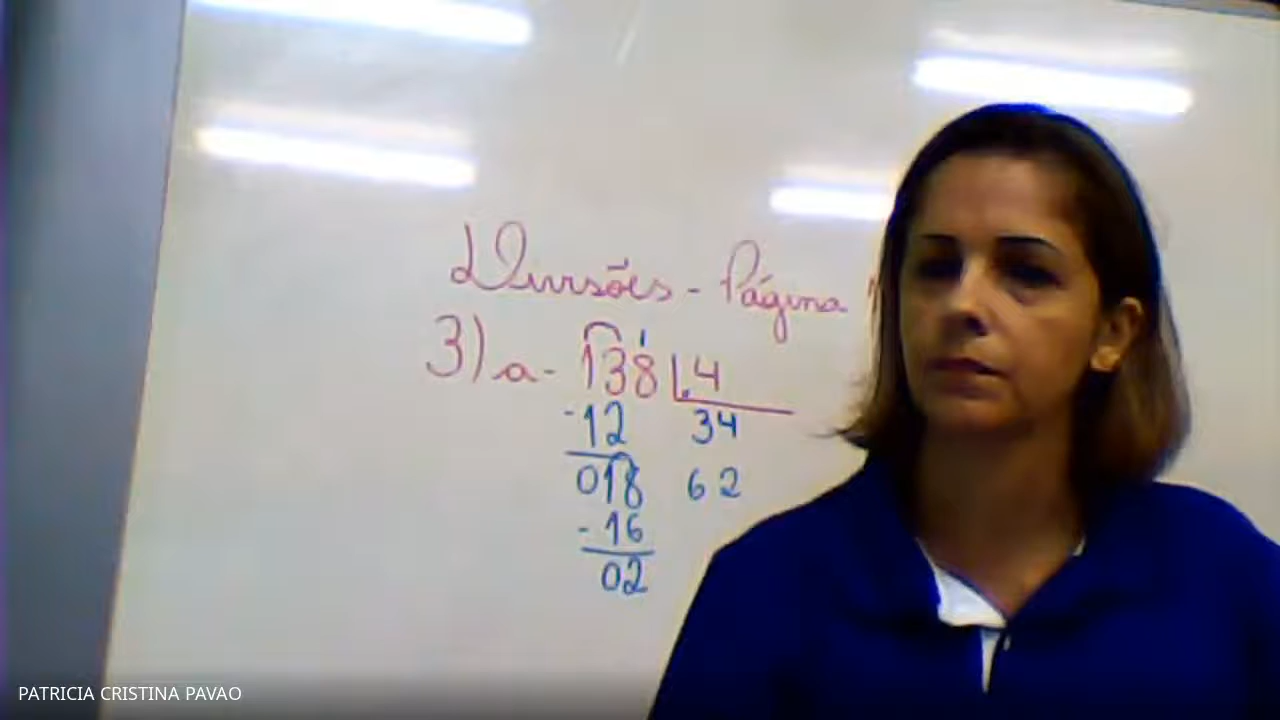 Divisões - Página
3) a - 138 4
- 12 34
018 62
- 16
02
PATRICIA CRISTINA PAVAO